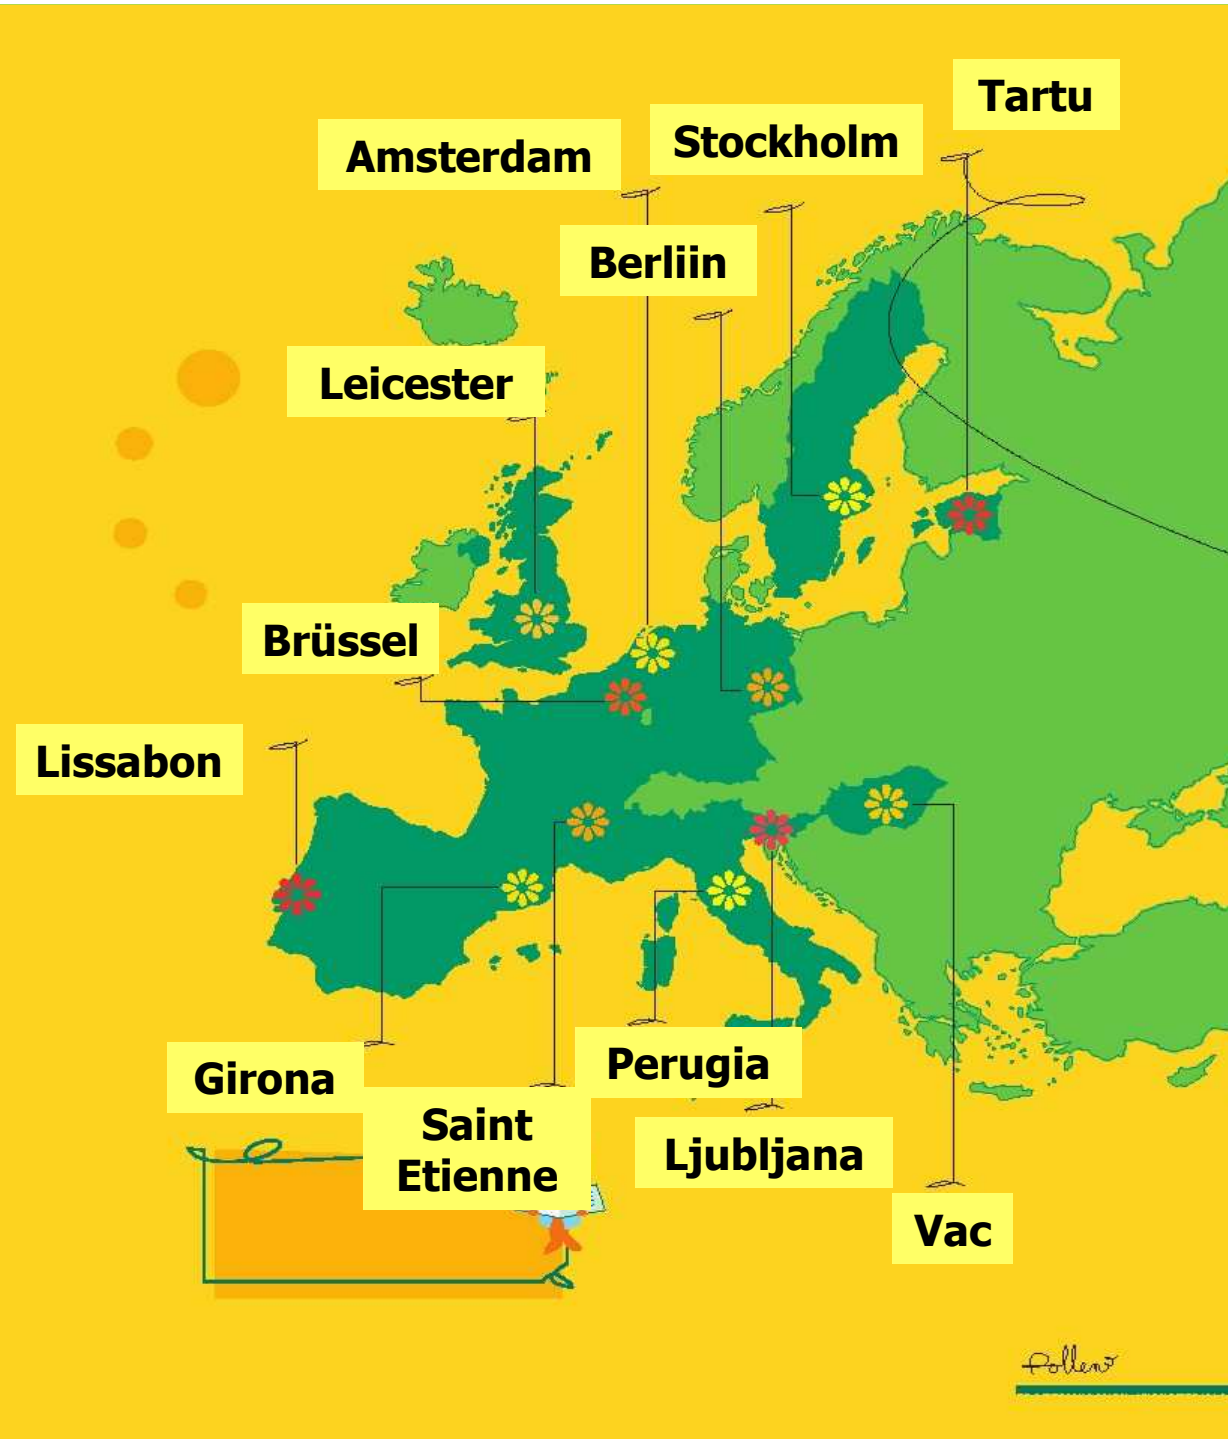 Tartu
Stockholm
Amsterdam
Berliin
Leicester
Brüssel
Lissabon
Perugia
Girona
Saint
Etienne
Ljubljana
Vac
Pollen